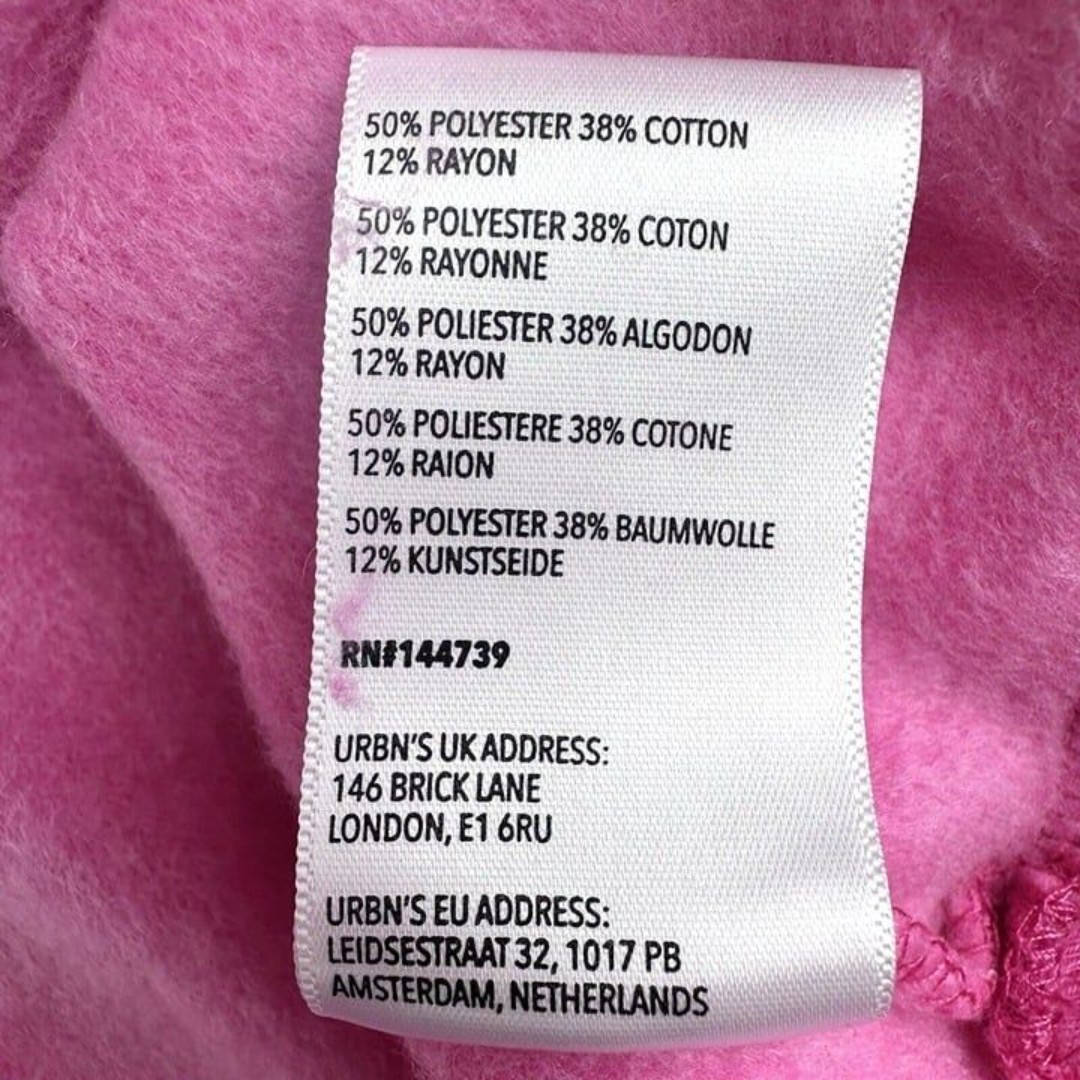 50% POLYESTER 38% COTTON
12% RAYON
50% POLYESTER 38% COTON
12% RAYONNE
50% POLIESTER 38% ALGODON
12% RAYON
50% POLIESTERE 38% COTONE
12% RAION
50% POLYESTER 38% BAUMWOLLE
12% KUNSTSEIDE
RN#144739
URBN'S UK ADDRESS:
146 BRICK LANE
LONDON, E1 6RU
URBN'S EU ADDRESS:
LEIDSESTRAAT 32, 1017 PB
AMSTERDAM, NETHERLANDS